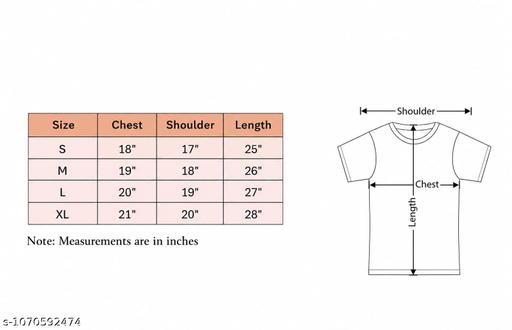 Size Chest Shoulder Length
S 18" 17" 25"
M 19" 18" 26"
L 20" 19" 27"
XL 21" 20" 28"
Note: Measurements are in inches
Shoulder
Chest
Length
s-1070592474